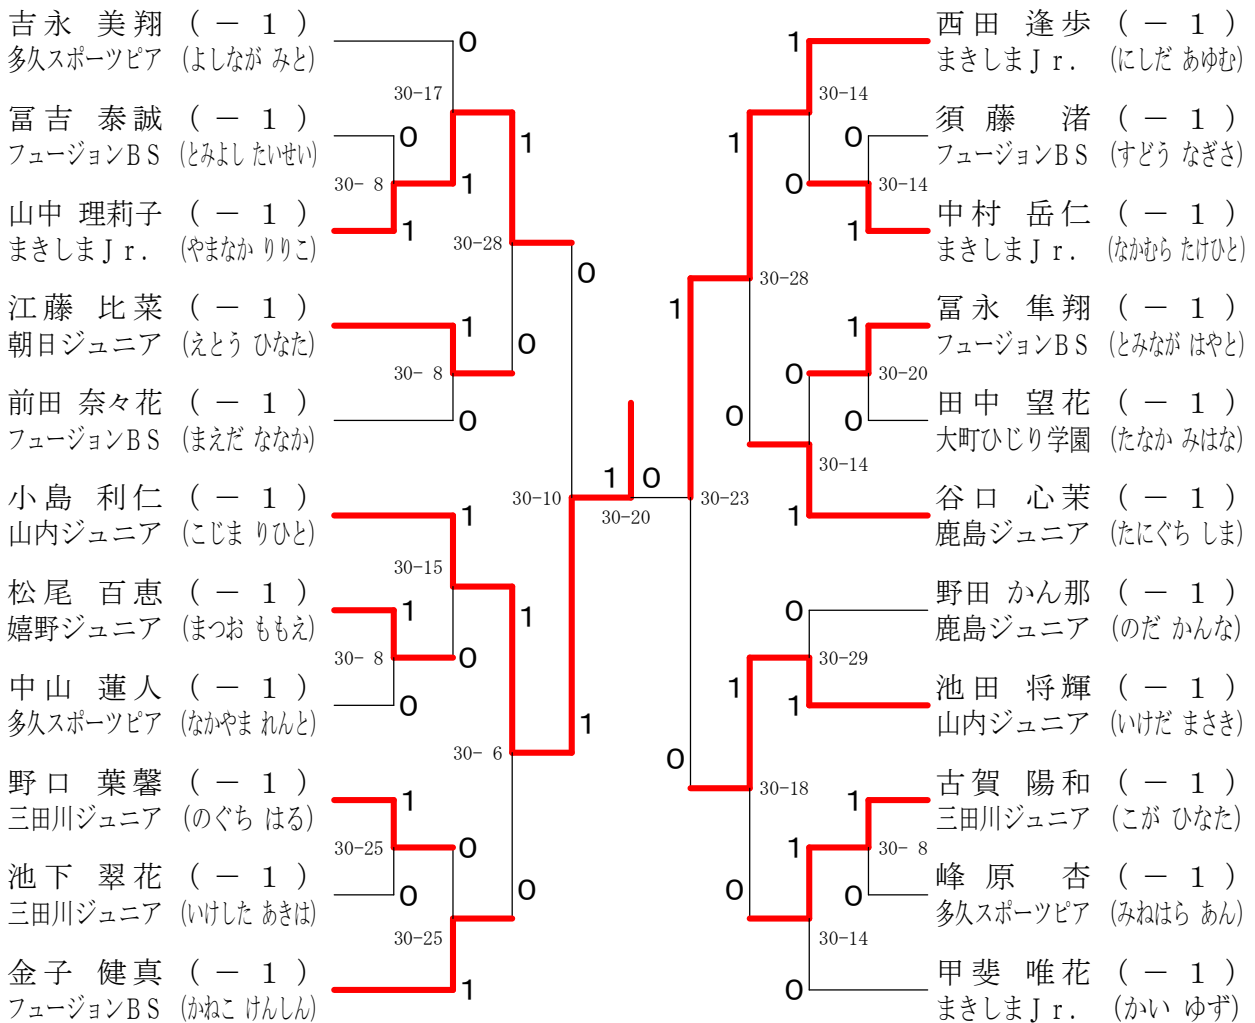 吉永 美翔 (－１)
多久スポーツピア (よしなが みと)
冨吉 泰誠 (－１)
フュージョンＢＳ (とみよし たいせい)
山中 理莉子 (－１)
まきしまＪｒ． (やまなか りりこ)
江藤 比菜 (－１)
朝日ジュニア (えとう ひなた)
前田 奈々花 (－１)
フュージョンＢＳ (まえだ ななか)
小島 利仁 (－１)
山内ジュニア (こじま りひと)
松尾 百恵 (－１)
嬉野ジュニア (まつお ももえ)
中山 蓮人 (－１)
多久スポーツピア (なかやま れんと)
野口 葉馨 (－１)
三田川ジュニア (のぐち はる)
池下 翠花 (－１)
三田川ジュニア (いけした あきは)
金子 健真 (－１)
フュージョンＢＳ (かねこ けんしん)
0
30-17
0
1
30- 8
1
1
30-28
0
1
0
30- 8
0
1
30-15
30-10
1
1
30- 8
0
0
1
30- 6
1
0
30-25
0
0
30-25
1
1 0
30-20
1
30-14
0
1
0
30-14
1
30-28
1
1
0
30-20
0
0
30-14
1
30-23
0
30-29
1
1
0
30-18
1
1
30- 8
0
0
30-14
0
西田 逢歩 (－１)
まきしまＪｒ． (にしだ あゆむ)
須藤 渚 (－１)
フュージョンＢＳ (すどう なぎさ)
中村 岳仁 (－１)
まきしまＪｒ． (なかむら たけひと)
冨永 隼翔 (－１)
フュージョンＢＳ (とみなが はやと)
田中 望花 (－１)
大町ひじり学園 (たなか みはな)
谷口 心茉 (－１)
鹿島ジュニア (たにぐち しま)
野田 かん那 (－１)
鹿島ジュニア (のだ かんな)
池田 将輝 (－１)
山内ジュニア (いけだ まさき)
古賀 陽和 (－１)
三田川ジュニア (こが ひなた)
峰原 杏 (－１)
多久スポーツピア (みねはら あん)
甲斐 唯花 (－１)
まきしまＪｒ． (かい ゆず)